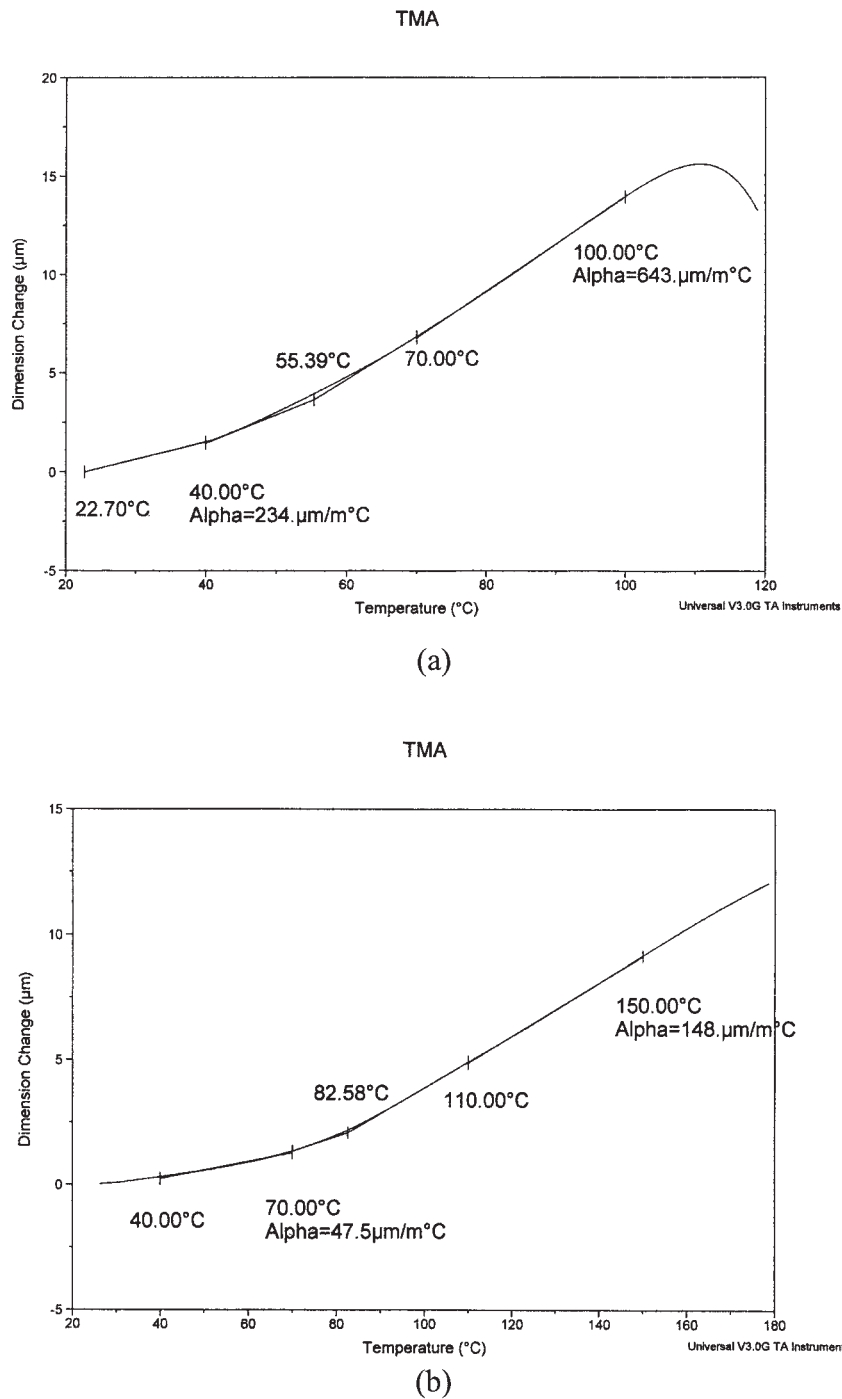 TMA
20
15
10
5
0
-5
Dimension Change (µm)
55.39°C
70.00°C
100.00°C
Alpha=643.µm/m°C
22.70°C
40.00°C
Alpha=234.µm/m°C
20 40 60 80 100 120
Temperature (°C)
Universal V3.0G TA Instruments
(a)
TMA
15
10
5
0
-5
Dimension Change (µm)
82.58°C
110.00°C
150.00°C
Alpha=148.µm/m°C
40.00°C
70.00°C
Alpha=47.5µm/m°C
20 40 60 80 100 120 140 160 180
Temperature (°C)
Universal V3.0G TA Instrumen
(b)